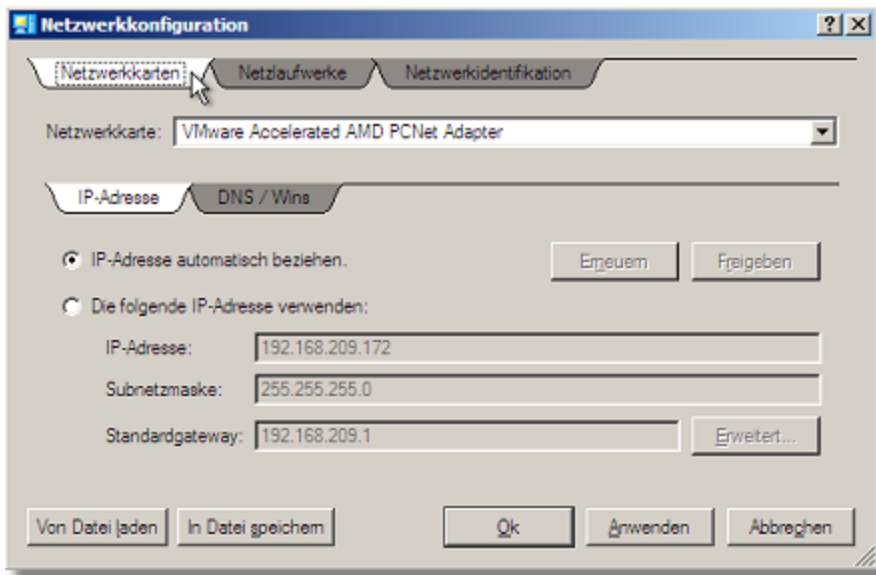 Netzwerkkonfiguration
Netzwerkkarten Netzlaufwerke Netzwerkidentifikation
Netzwerkkarte: VMware Accelerated AMD PCNet Adapter
IP-Adresse DNS / Wins
IP-Adresse automatisch beziehen. Erneuern Freigeben
Die folgende IP-Adresse verwenden:
IP-Adresse: 192.168.209.172
Subnetzmaske: 255.255.255.0
Standardgateway: 192.168.209.1 Erweitert...
Von Datei laden In Datei speichern Ok Anwenden Abbrechen